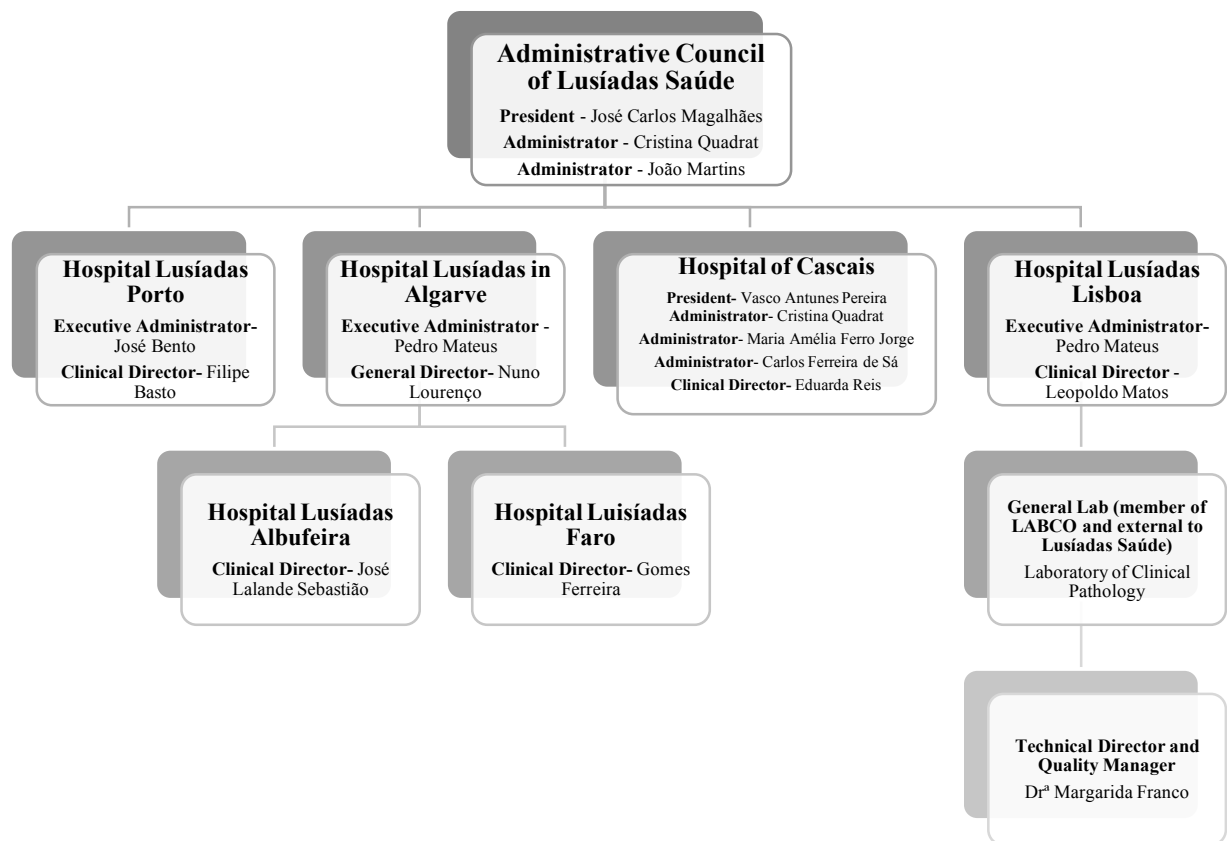 Administrative Council
of Lusíadas Saúde
President - José Carlos Magalhães
Administrator - Cristina Quadrat
Administrator - João Martins
Hospital Lusíadas
Porto
Executive Administrator-
José Bento
Clinical Director- Filipe
Basto
Hospital Lusíadas in
Algarve
Executive Administrator -
Pedro Mateus
General Director- Nuno
Lourenço
Hospital of Cascais
President- Vasco Antunes Pereira
Administrator- Cristina Quadrat
Administrator- Maria Amélia Ferro Jorge
Administrator- Carlos Ferreira de Sá
Clinical Director- Eduarda Reis
Hospital Lusíadas
Lisboa
Executive Administrator-
Pedro Mateus
Clinical Director -
Leopoldo Matos
Hospital Lusíadas
Albufeira
Clinical Director- José
Lalande Sebastião
Hospital Luisíadas
Faro
Clinical Director- Gomes
Ferreira
General Lab (member of
LABCO and external to
Lusíadas Saúde)
Laboratory of Clinical
Pathology
Technical Director and
Quality Manager
Drª Margarida Franco